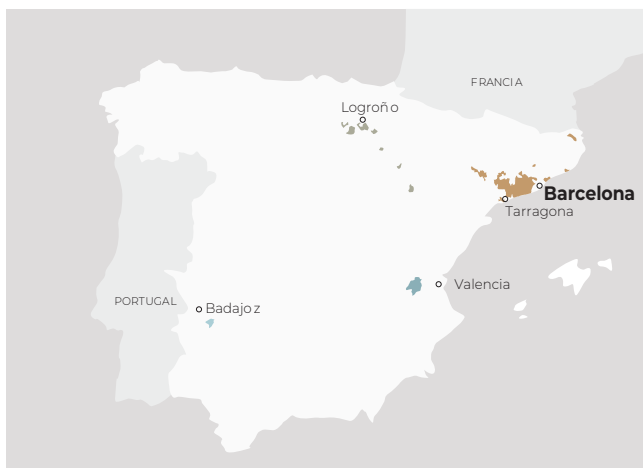 FRANCIA
Logroño
Barcelona
Tarragona
Valencia
PORTUGAL
Badajoz